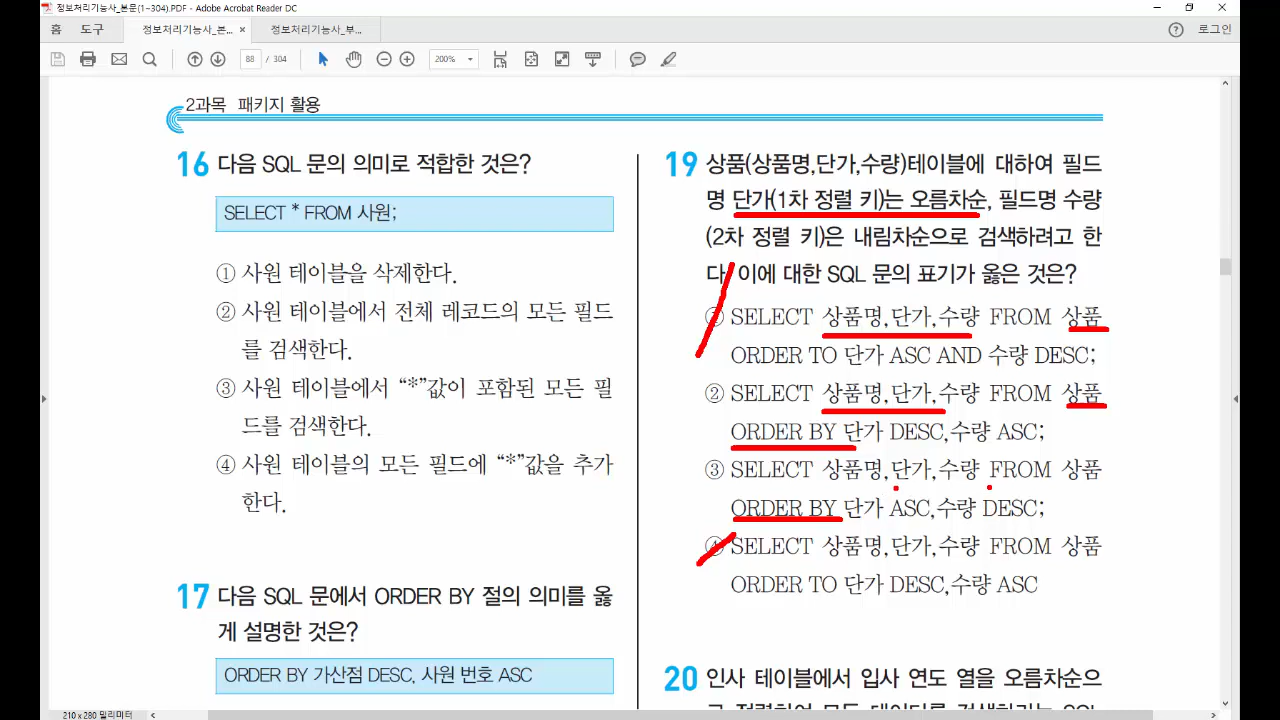 정보처리기능사_본문(1~304).PDF - Adobe Acrobat Reader DC
홈 도구 정보처리기능사_본... × 정보처리기능사_부... 로그인
88 / 304 200%
2과목 패키지 활용
16 다음 SQL 문의 의미로 적합한 것은?
SELECT * FROM 사원;
① 사원 테이블을 삭제한다.
② 사원 테이블에서 전체 레코드의 모든 필드
를 검색한다.
③ 사원 테이블에서 “*”값이 포함된 모든 필
드를 검색한다.
④ 사원 테이블의 모든 필드에 “*”값을 추가
한다.
17 다음 SQL 문에서 ORDER BY 절의 의미를 옳
게 설명한 것은?
ORDER BY 가산점 DESC, 사원 번호 ASC
19 상품(상품명,단가,수량)테이블에 대하여 필드
명 단가(1차 정렬 키)는 오름차순, 필드명 수량
(2차 정렬 키)은 내림차순으로 검색하려고 한
다. 이에 대한 SQL 문의 표기가 옳은 것은?
① SELECT 상품명,단가,수량 FROM 상품
ORDER TO 단가 ASC AND 수량 DESC;
② SELECT 상품명,단가,수량 FROM 상품
ORDER BY 단가 DESC,수량 ASC;
③ SELECT 상품명,단가,수량 FROM 상품
ORDER BY 단가 ASC,수량 DESC;
④ SELECT 상품명,단가,수량 FROM 상품
ORDER TO 단가 DESC,수량 ASC
20 인사 테이블에서 입사 연도 열을 오름차순으
로 정렬하여 모든 데이터를 검색하라는 SQL
210 x 280 밀리미터